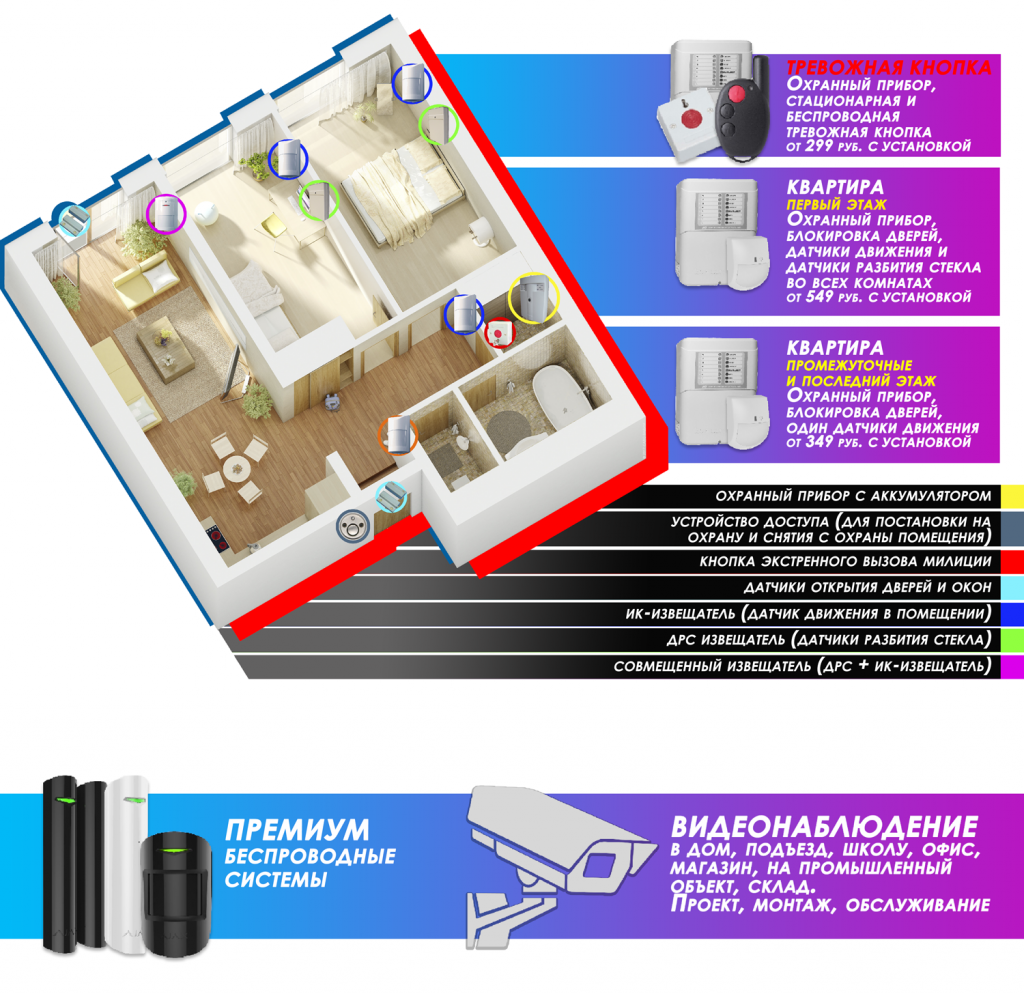 ТРЕВОЖНАЯ КНОПКА
ОХРАННЫЙ ПРИБОР,
СТАЦИОНАРНАЯ И
БЕСПРОВОДНАЯ
ТРЕВОЖНАЯ КНОПКА
ОТ 299 РУБ. С УСТАНОВКОЙ
КВАРТИРА
ПЕРВЫЙ ЭТАЖ
ОХРАННЫЙ ПРИБОР,
БЛОКИРОВКА ДВЕРЕЙ,
ДАТЧИКИ ДВИЖЕНИЯ И
ДАТЧИКИ РАЗБИТИЯ СТЕКЛА
ВО ВСЕХ КОМНАТАХ
ОТ 549 РУБ. С УСТАНОВКОЙ
КВАРТИРА
ПРОМЕЖУТОЧНЫЕ
И ПОСЛЕДНИЙ ЭТАЖ
ОХРАННЫЙ ПРИБОР,
БЛОКИРОВКА ДВЕРЕЙ,
ОДИН ДАТЧИКИ ДВИЖЕНИЯ
ОТ 349 РУБ. С УСТАНОВКОЙ
ОХРАННЫЙ ПРИБОР С АККУМУЛЯТОРОМ
УСТРОЙСТВО ДОСТУПА (ДЛЯ ПОСТАНОВКИ НА
ОХРАНУ И СНЯТИЯ С ОХРАНЫ ПОМЕЩЕНИЯ)
КНОПКА ЭКСТРЕННОГО ВЫЗОВА МИЛИЦИИ
ДАТЧИКИ ОТКРЫТИЯ ДВЕРЕЙ И ОКОН
ИК-ИЗВЕЩАТЕЛЬ (ДАТЧИК ДВИЖЕНИЯ В ПОМЕЩЕНИИ)
ДРС ИЗВЕЩАТЕЛЬ (ДАТЧИКИ РАЗБИТИЯ СТЕКЛА)
СОВМЕЩЕННЫЙ ИЗВЕЩАТЕЛЬ (ДРС + ИК-ИЗВЕЩАТЕЛЬ)
ПРЕМИУМ
БЕСПРОВОДНЫЕ
СИСТЕМЫ
ВИДЕОНАБЛЮДЕНИЕ
В ДОМ, ПОДЪЕЗД, ШКОЛУ, ОФИС,
МАГАЗИН, НА ПРОМЫШЛЕННЫЙ
ОБЪЕКТ, СКЛАД.
ПРОЕКТ, МОНТАЖ, ОБСЛУЖИВАНИЕ